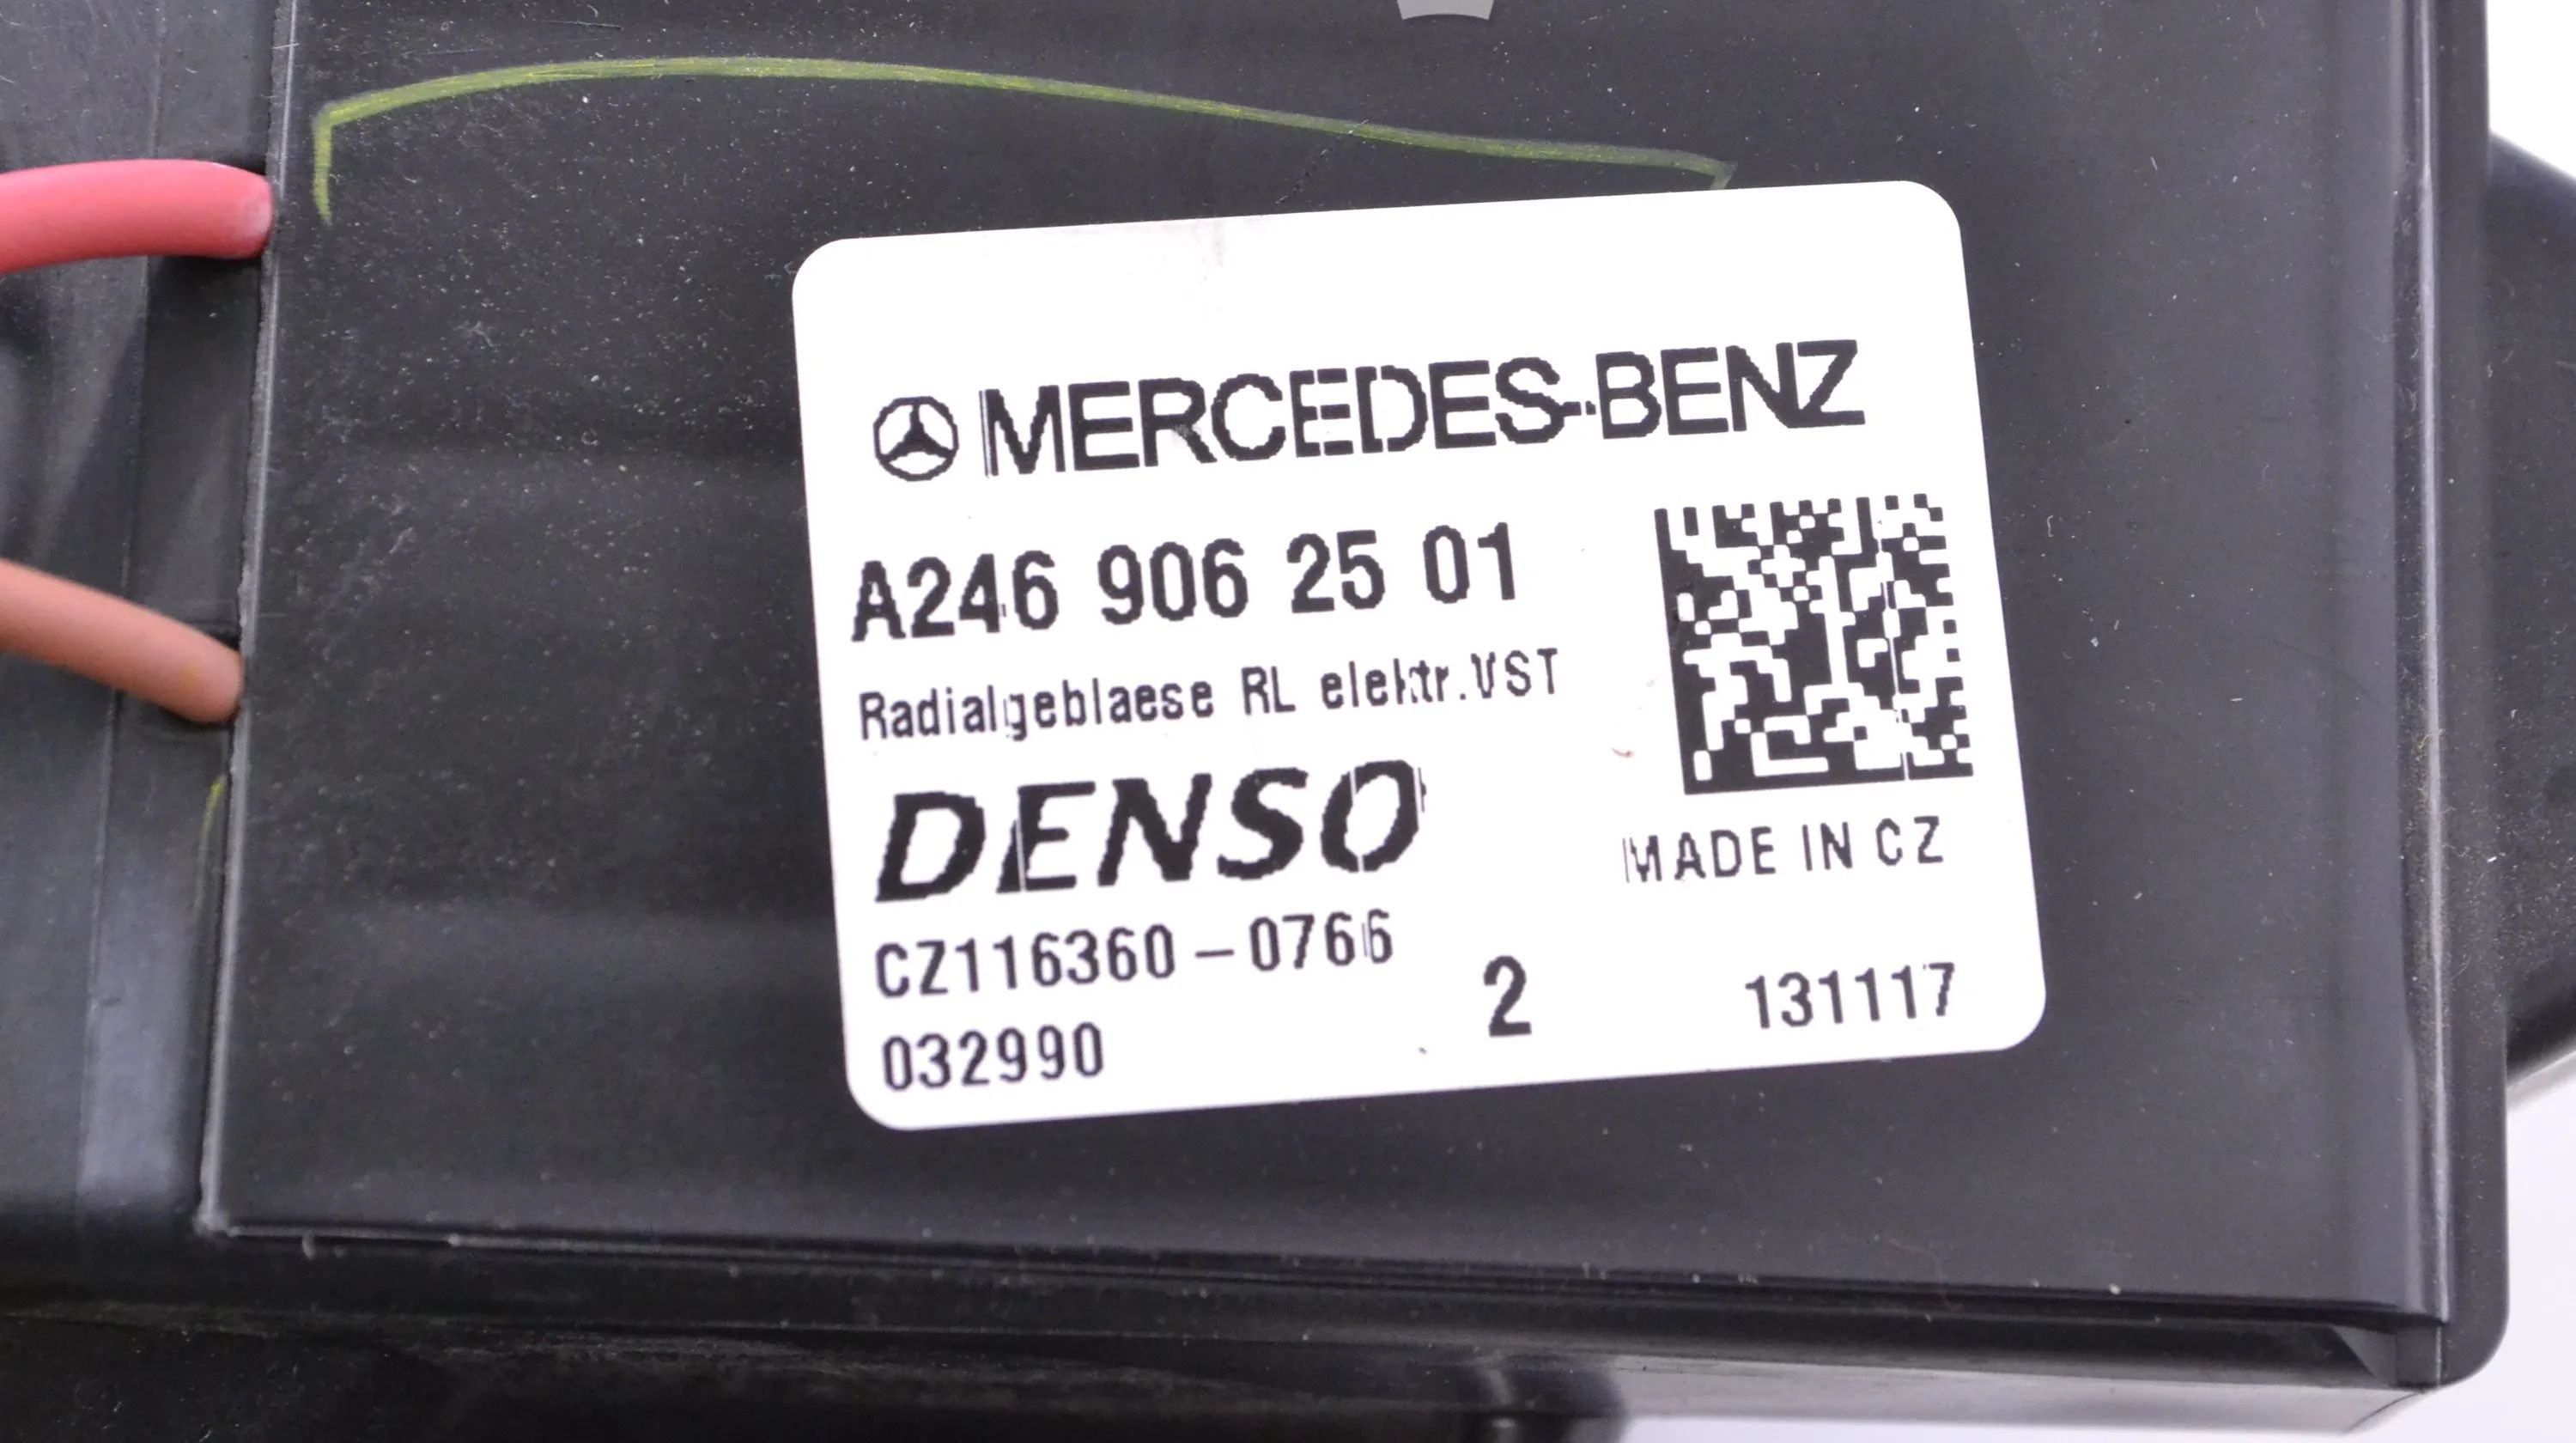 MERCEDES-BENZ
A246 906 25 01
Radialgeblaese RL elektr.VST
DENSO
MADE IN CZ
CZ116360-0766
2
131117
032990